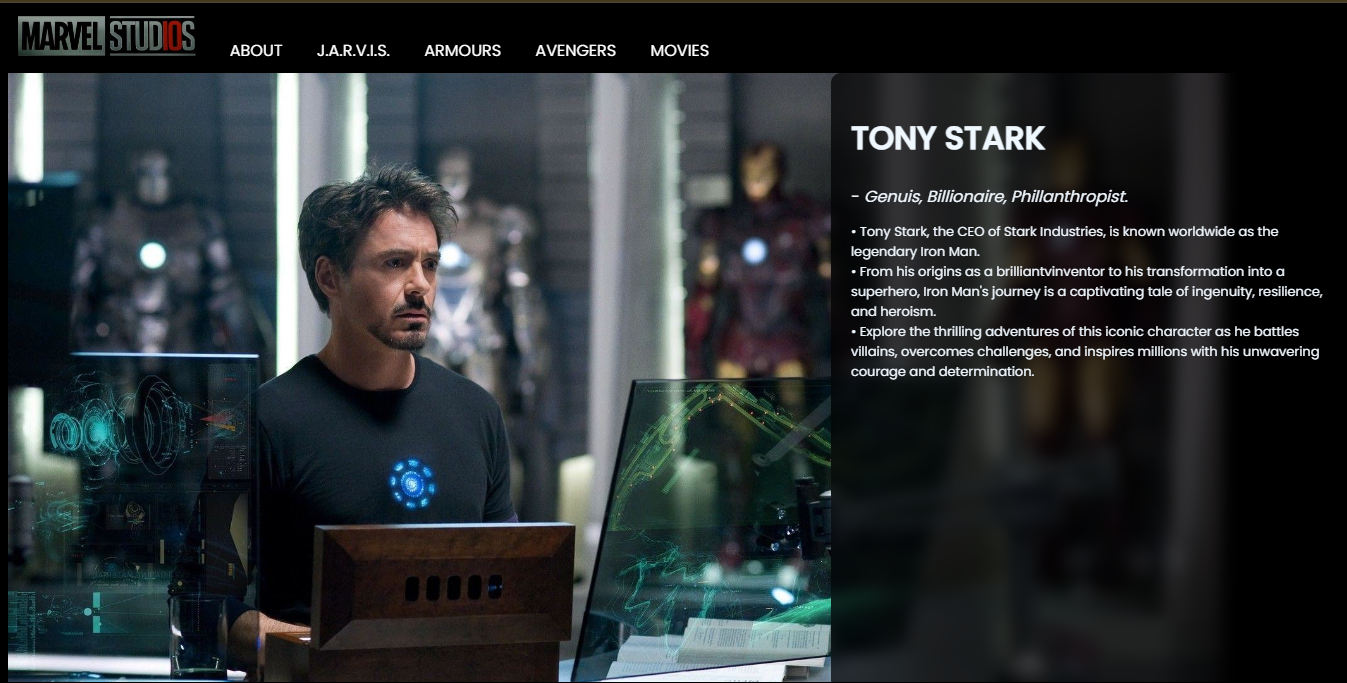 MARVEL STUDIOS
ABOUT J.A.R.V.I.S. ARMOURS AVENGERS MOVIES
TONY STARK
- Genuis, Billionaire, Phillanthropist.
• Tony Stark, the CEO of Stark Industries, is known worldwide as the
legendary Iron Man.
• From his origins as a brilliantvinventor to his transformation into a
superhero, Iron Man's journey is a captivating tale of ingenuity, resilience,
and heroism.
• Explore the thrilling adventures of this iconic character as he battles
villains, overcomes challenges, and inspires millions with his unwavering
courage and determination.